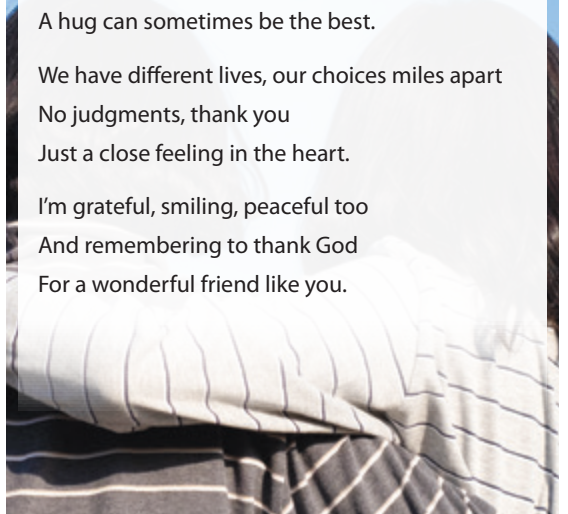 A hug can sometimes be the best.
We have different lives, our choices miles apart
No judgments, thank you
Just a close feeling in the heart.
I’m grateful, smiling, peaceful too
And remembering to thank God
For a wonderful friend like you.